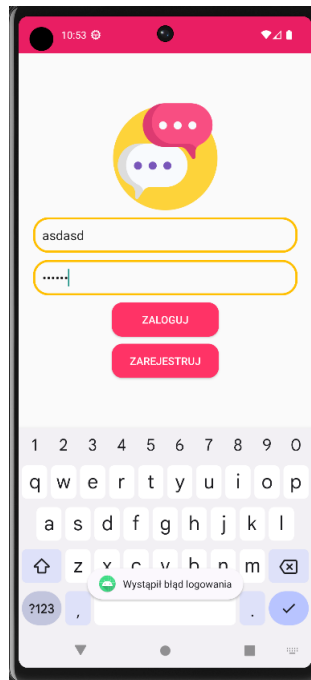 10:53
asdasd
••••••
ZALOGUJ
ZAREJESTRUJ
1 2 3 4 5 6 7 8 9 0
q w e r t y u i o p
a s d f g h j k l
z x c v b n m
Wystąpił błąd logowania
?123 , .